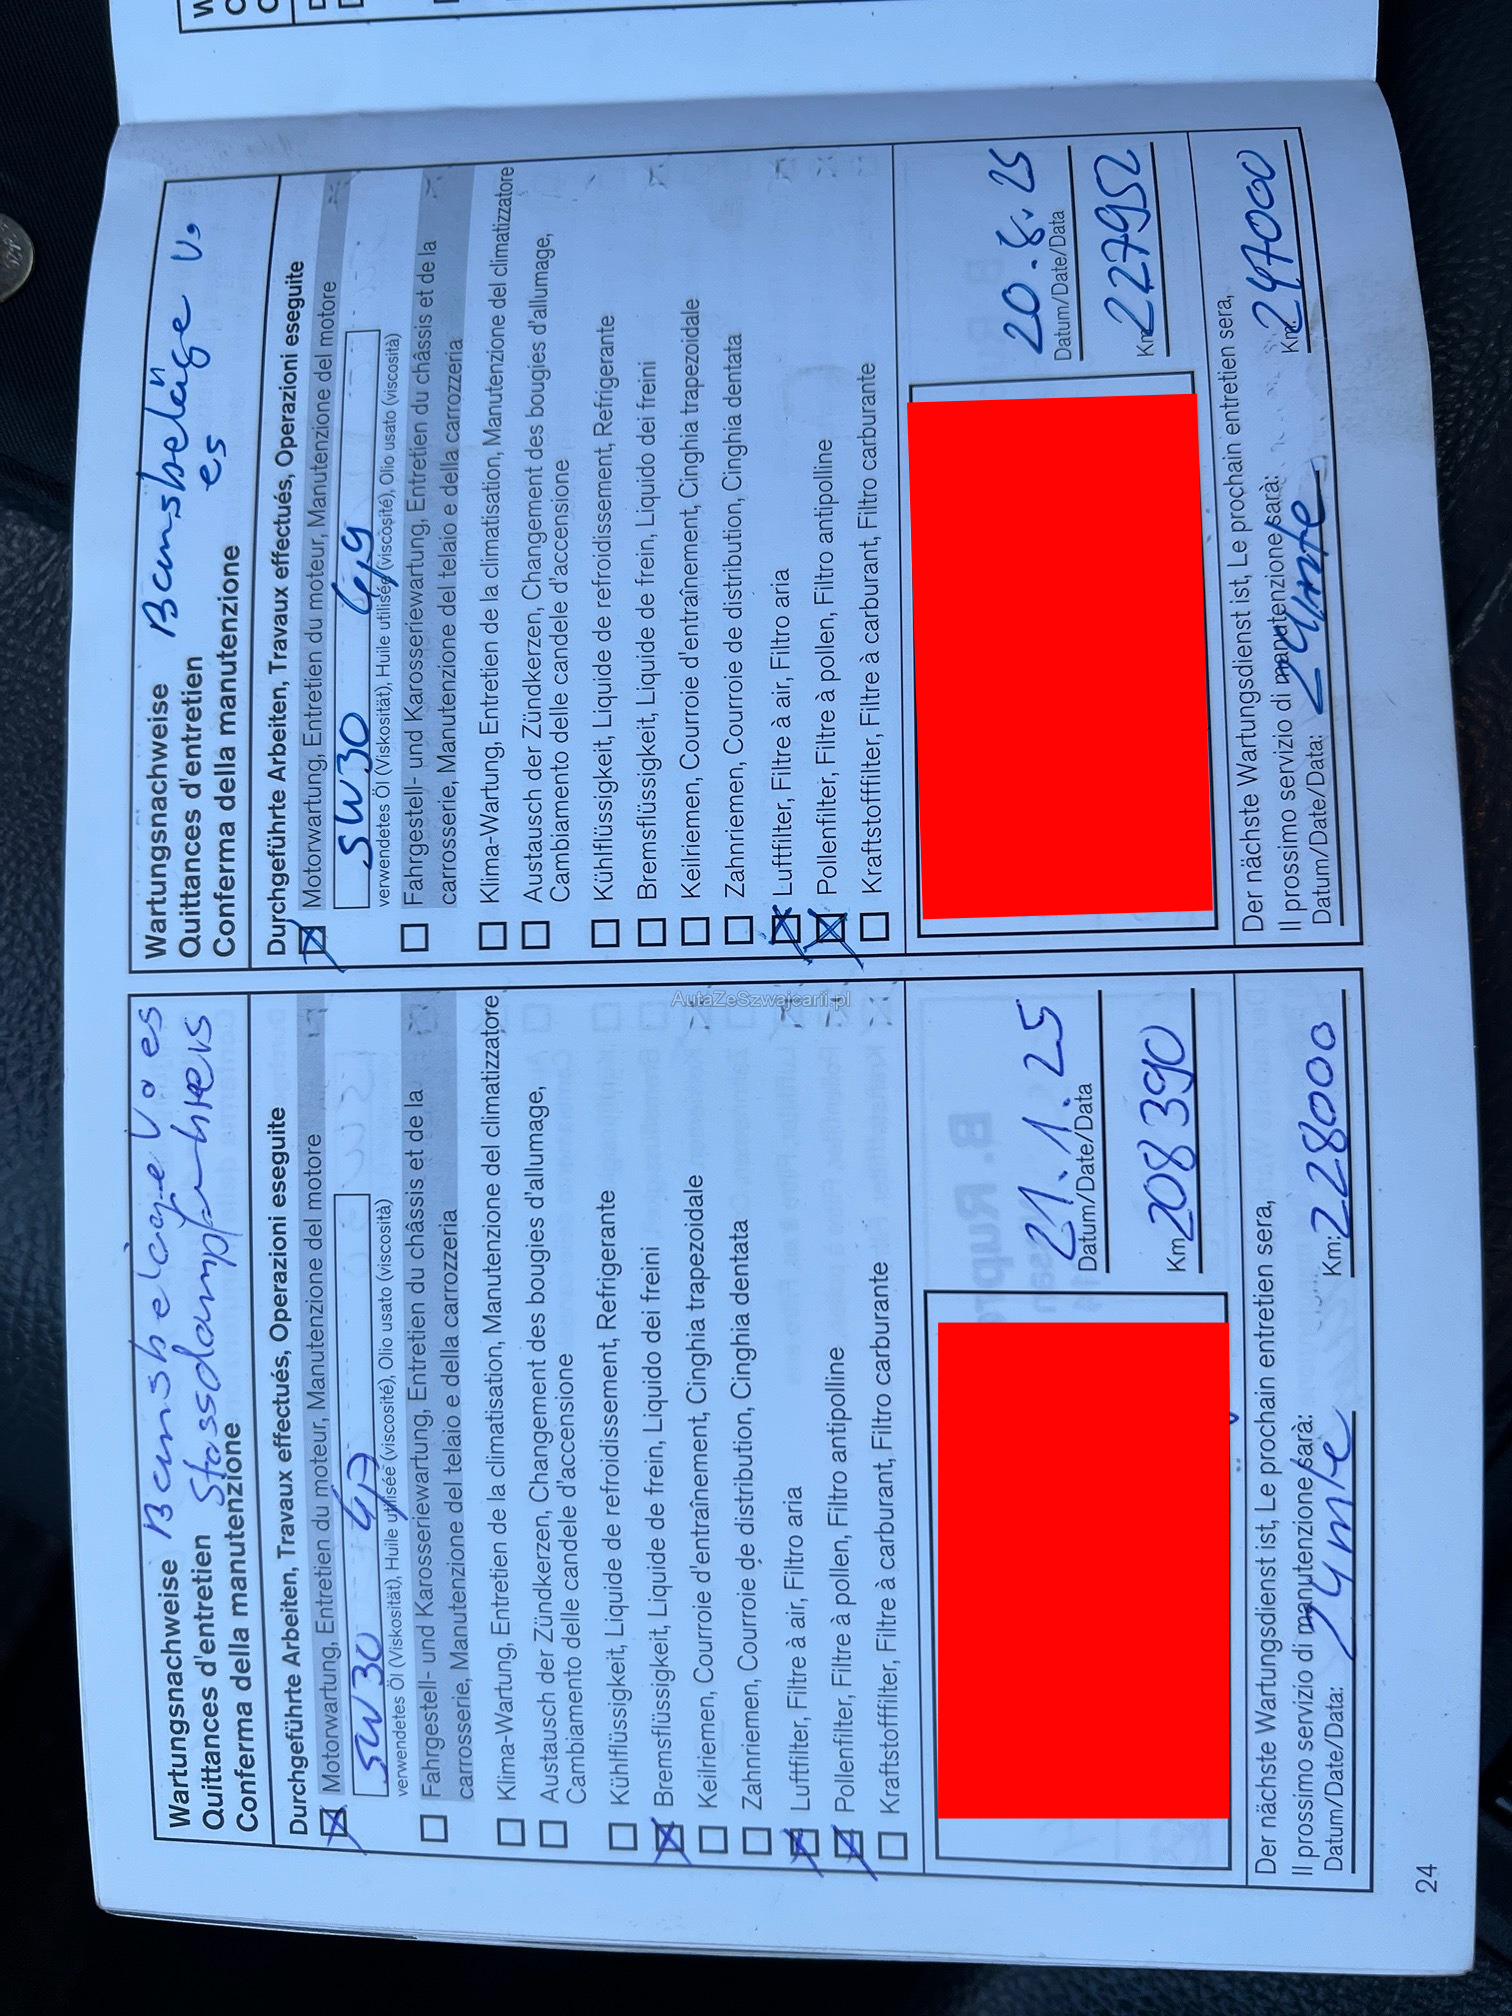 Wartungsnachweise Bremsbeläge V. es
Quittances d'entretien Stossdämpfer
Conferma della manutenzione
Durchgeführte Arbeiten, Travaux effectués, Operazioni eseguite
Motorwartung, Entretien du moteur, Manutenzione del motore
5W30 4,7
verwendetes Öl (Viskosität), Huile utilisée (viscosité), Olio usato (viscosità)
Fahrgestell- und Karosseriewartung, Entretien du châssis et de la
carrosserie, Manutenzione del telaio e della carrozzeria
Klima-Wartung, Entretien de la climatisation, Manutenzione del climatizzatore
Austausch der Zündkerzen, Changement des bougies d'allumage,
Cambiamento delle candele d'accensione
Kühlflüssigkeit, Liquide de refroidissement, Refrigerante
Bremsflüssigkeit, Liquide de frein, Liquido dei freini
Keilriemen, Courroie d'entraînement, Cinghia trapezoidale
Zahnriemen, Courroie de distribution, Cinghia dentata
Luftfilter, Filtre à air, Filtro aria
Pollenfilter, Filtre à pollen, Filtro antipolline
Kraftstofffilter, Filtre à carburant, Filtro carburante
21.1.25
Datum/Date/Data
Km 208390
Der nächste Wartungsdienst ist, Le prochain entretien sera,
Il prossimo servizio di manutenzione sarà:
Datum/Date/Data: Km: 228000
24
Wartungsnachweise Bremsbeläge V.
Quittances d'entretien es
Conferma della manutenzione
Durchgeführte Arbeiten, Travaux effectués, Operazioni eseguite
Motorwartung, Entretien du moteur, Manutenzione del motore
5W30 4,9
verwendetes Öl (Viskosität), Huile utilisée (viscosité), Olio usato (viscosità)
Fahrgestell- und Karosseriewartung, Entretien du châssis et de la
carrosserie, Manutenzione del telaio e della carrozzeria
Klima-Wartung, Entretien de la climatisation, Manutenzione del climatizzatore
Austausch der Zündkerzen, Changement des bougies d'allumage,
Cambiamento delle candele d'accensione
Kühlflüssigkeit, Liquide de refroidissement, Refrigerante
Bremsflüssigkeit, Liquide de frein, Liquido dei freini
Keilriemen, Courroie d'entraînement, Cinghia trapezoidale
Zahnriemen, Courroie de distribution, Cinghia dentata
Luftfilter, Filtre à air, Filtro aria
Pollenfilter, Filtre à pollen, Filtro antipolline
Kraftstofffilter, Filtre à carburant, Filtro carburante
20.8.25
Datum/Date/Data
Km 227952
Der nächste Wartungsdienst ist, Le prochain entretien sera,
Il prossimo servizio di manutenzione sarà:
Datum/Date/Data: Km: 247000
AutaZeSzwajcarii.pl